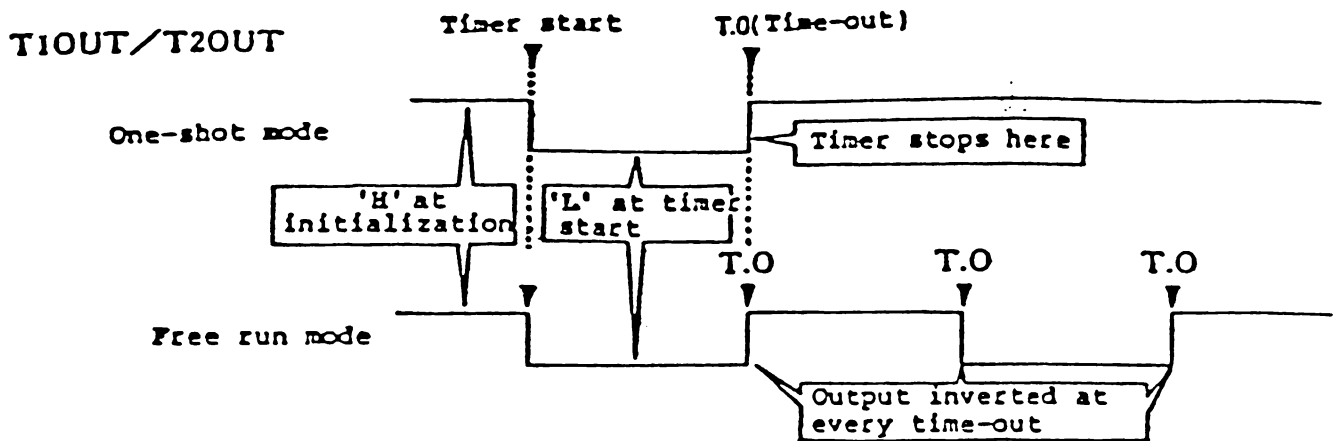 T1OUT/T2OUT
Timer start
T.O(Time-out)
One-shot mode
Timer stops here
'H' at
initialization
'L' at timer
start
T.O
T.O
T.O
Free run mode
Output inverted at
every time-out